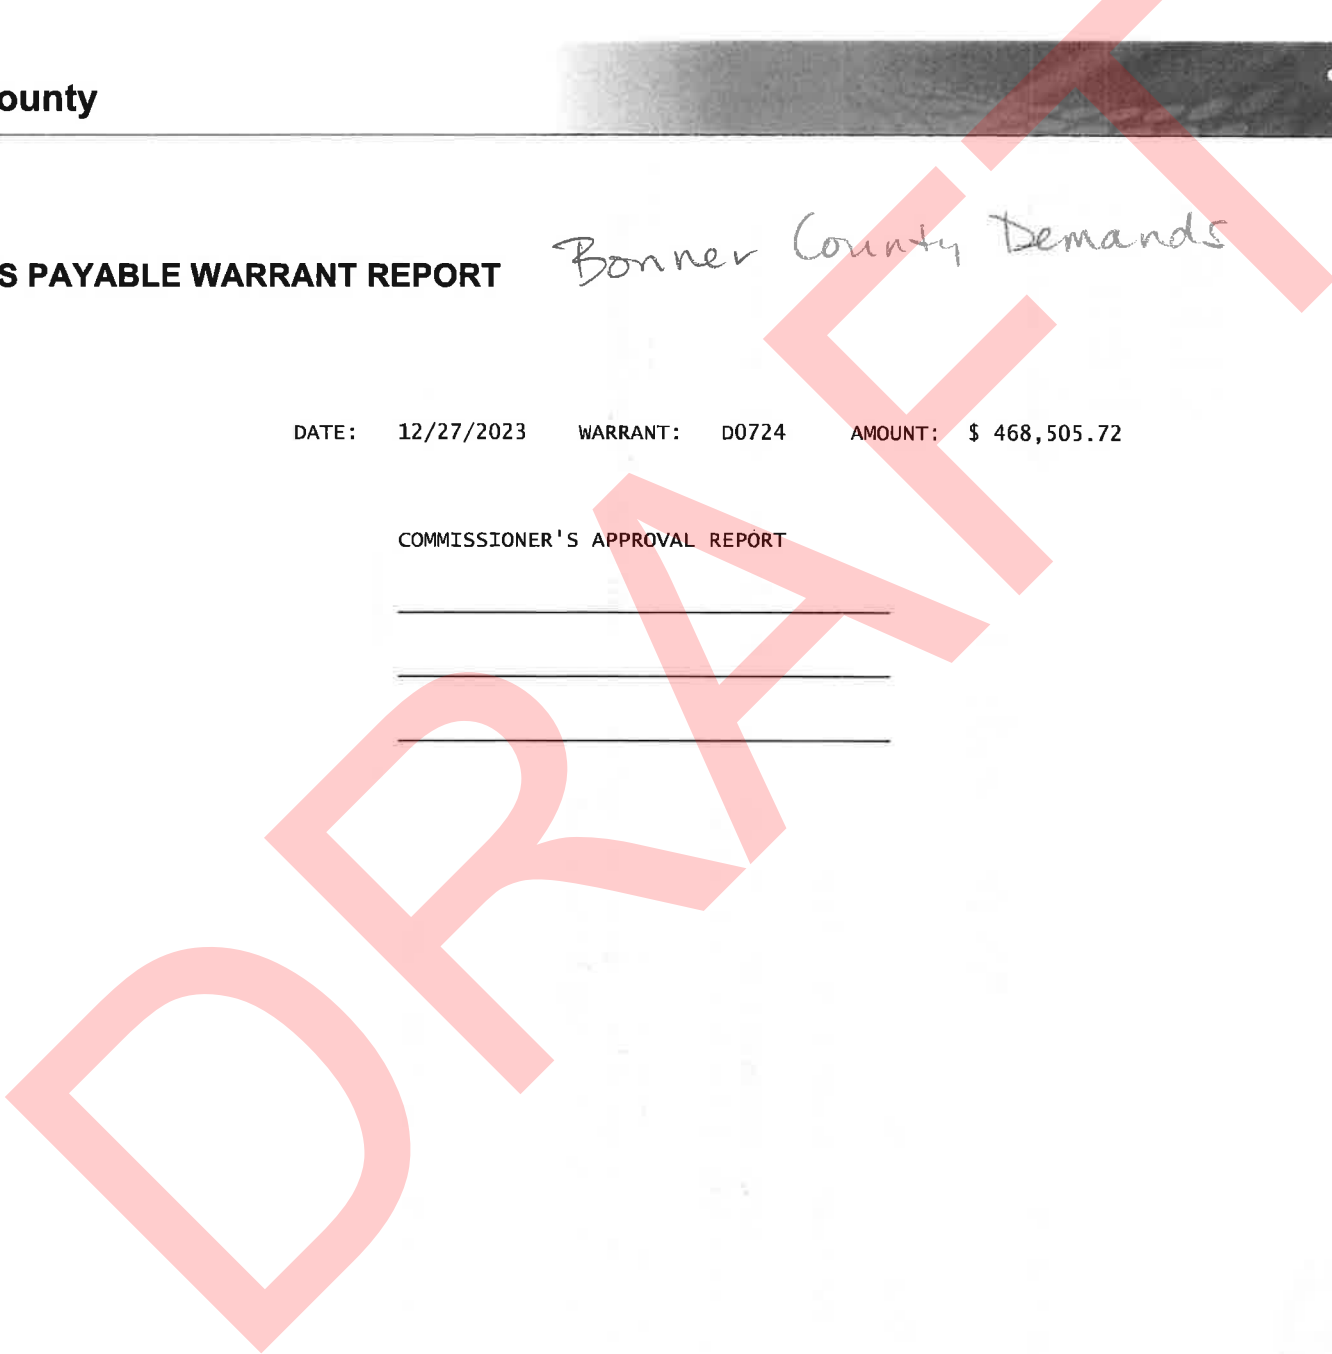 ounty
S PAYABLE WARRANT REPORT Bonner County Demands
DATE: 12/27/2023 WARRANT: D0724 AMOUNT: $ 468,505.72
COMMISSIONER'S APPROVAL REPORT
DRAFT